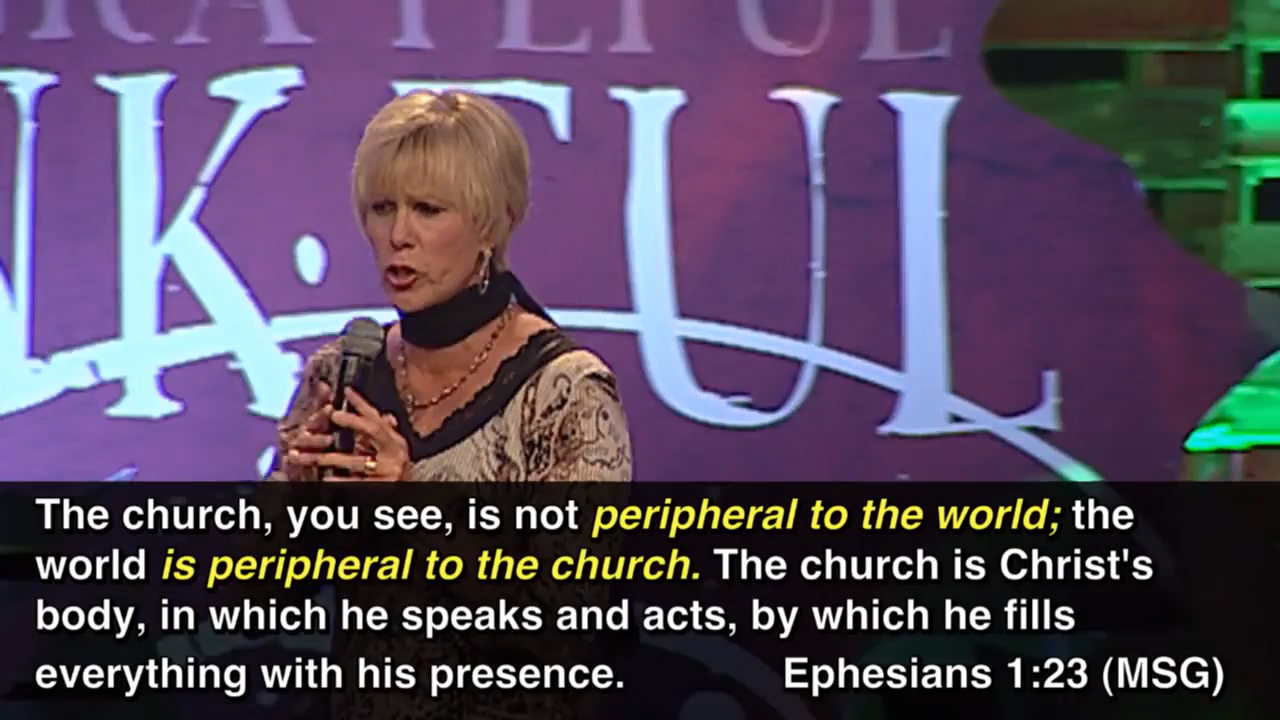 FUL
The church, you see, is not peripheral to the world; the
world is peripheral to the church. The church is Christ's
body, in which he speaks and acts, by which he fills
everything with his presence. Ephesians 1:23 (MSG)